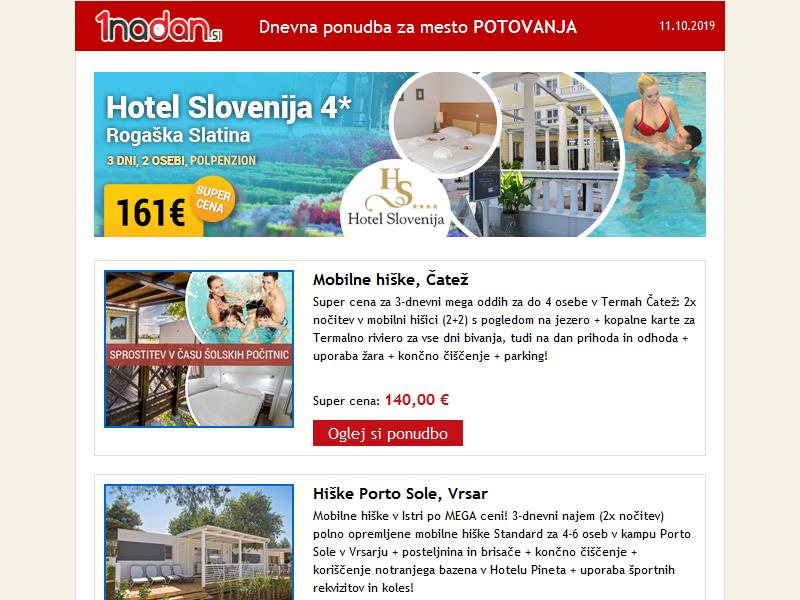 1nadan.SI
Dnevna ponudba za mesto POTOVANJA
11.10.2019
Hotel Slovenija 4*
Rogaška Slatina
3 DNI, 2 OSEBI, POLPENZION
161€
SUPER
CENA
HS
Hotel Slovenija
Mobilne hiške, Čatež
Super cena za 3-dnevni mega oddih za do 4 osebe v Termah Čatež: 2x
nočitev v mobilni hišici (2+2) s pogledom na jezero + kopalne karte za
Termalno riviero za vse dni bivanja, tudi na dan prihoda in odhoda +
uporaba žara + končno čiščenje + parking!
SPROSTITEV V ČASU ŠOLSKIH POČITNIC
Super cena: 140,00 €
Oglej si ponudbo
Hiške Porto Sole, Vrsar
Mobilne hiške v Istri po MEGA ceni! 3-dnevni najem (2x nočitev)
polno opremljene mobilne hiške Standard za 4-6 oseb v kampu Porto
Sole v Vrsarju + posteljnina in brisače + končno čiščenje +
koriščenje notranjega bazena v Hotelu Pineta + uporaba športnih
rekvizitov in koles!